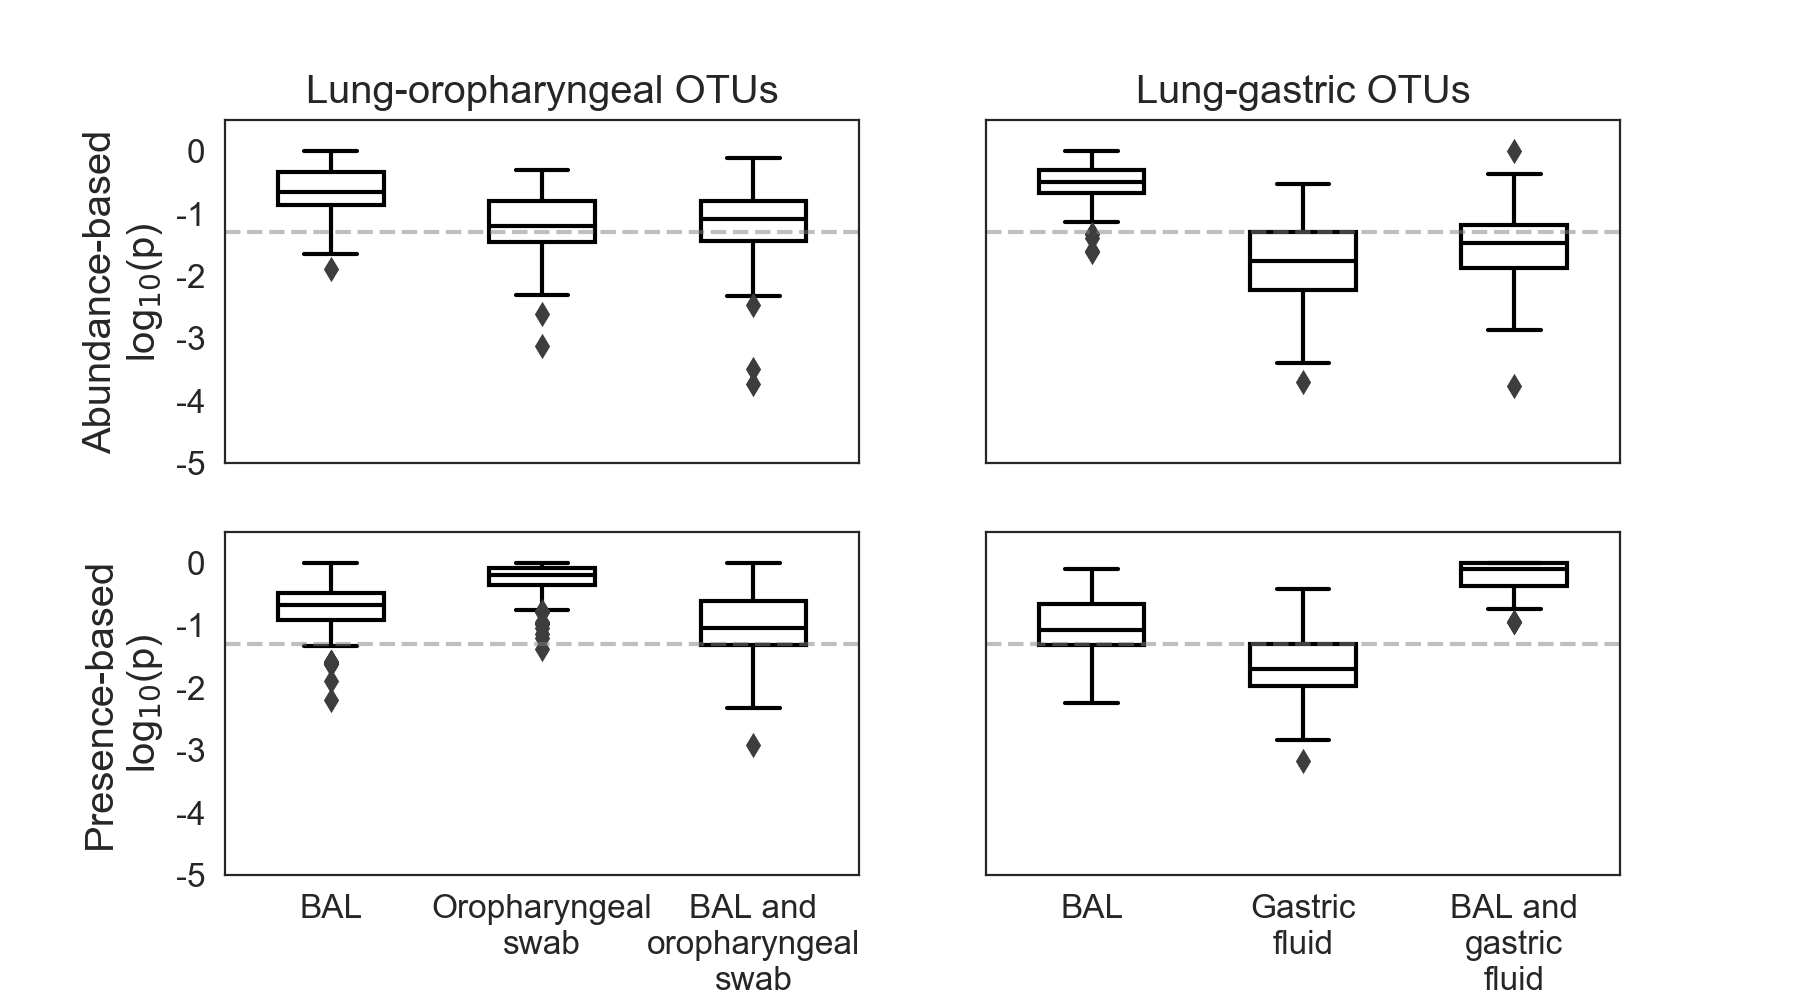 Lung-oropharyngeal OTUs
Lung-gastric OTUs
Abundance-based
log₁₀(p)
0
-1
-2
-3
-4
-5
Presence-based
log₁₀(p)
0
-1
-2
-3
-4
-5
BAL
Oropharyngeal
swab
BAL and
oropharyngeal
swab
BAL
Gastric
fluid
BAL and
gastric
fluid